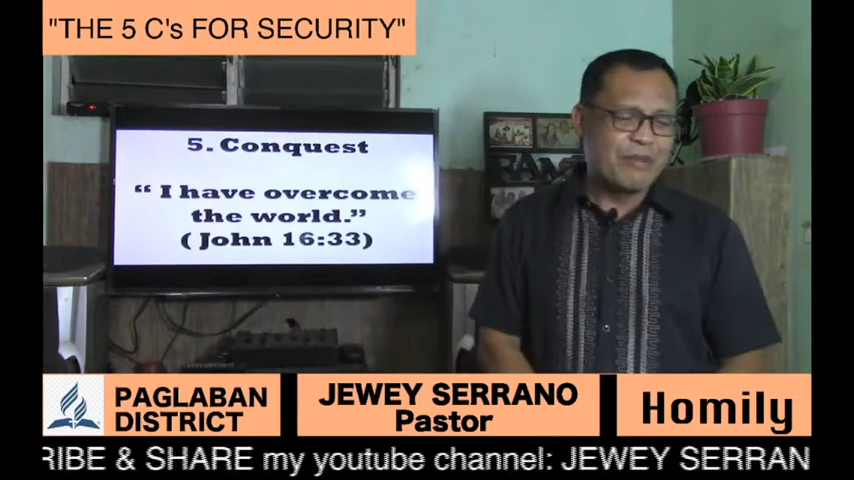 "THE 5 C's FOR SECURITY"
5. Conquest
“ I have overcome
the world.”
( John 16:33)
FAM
PAGLABAN
DISTRICT
JEWEY SERRANO
Pastor
Homily
RIBE & SHARE my youtube channel: JEWEY SERRAN